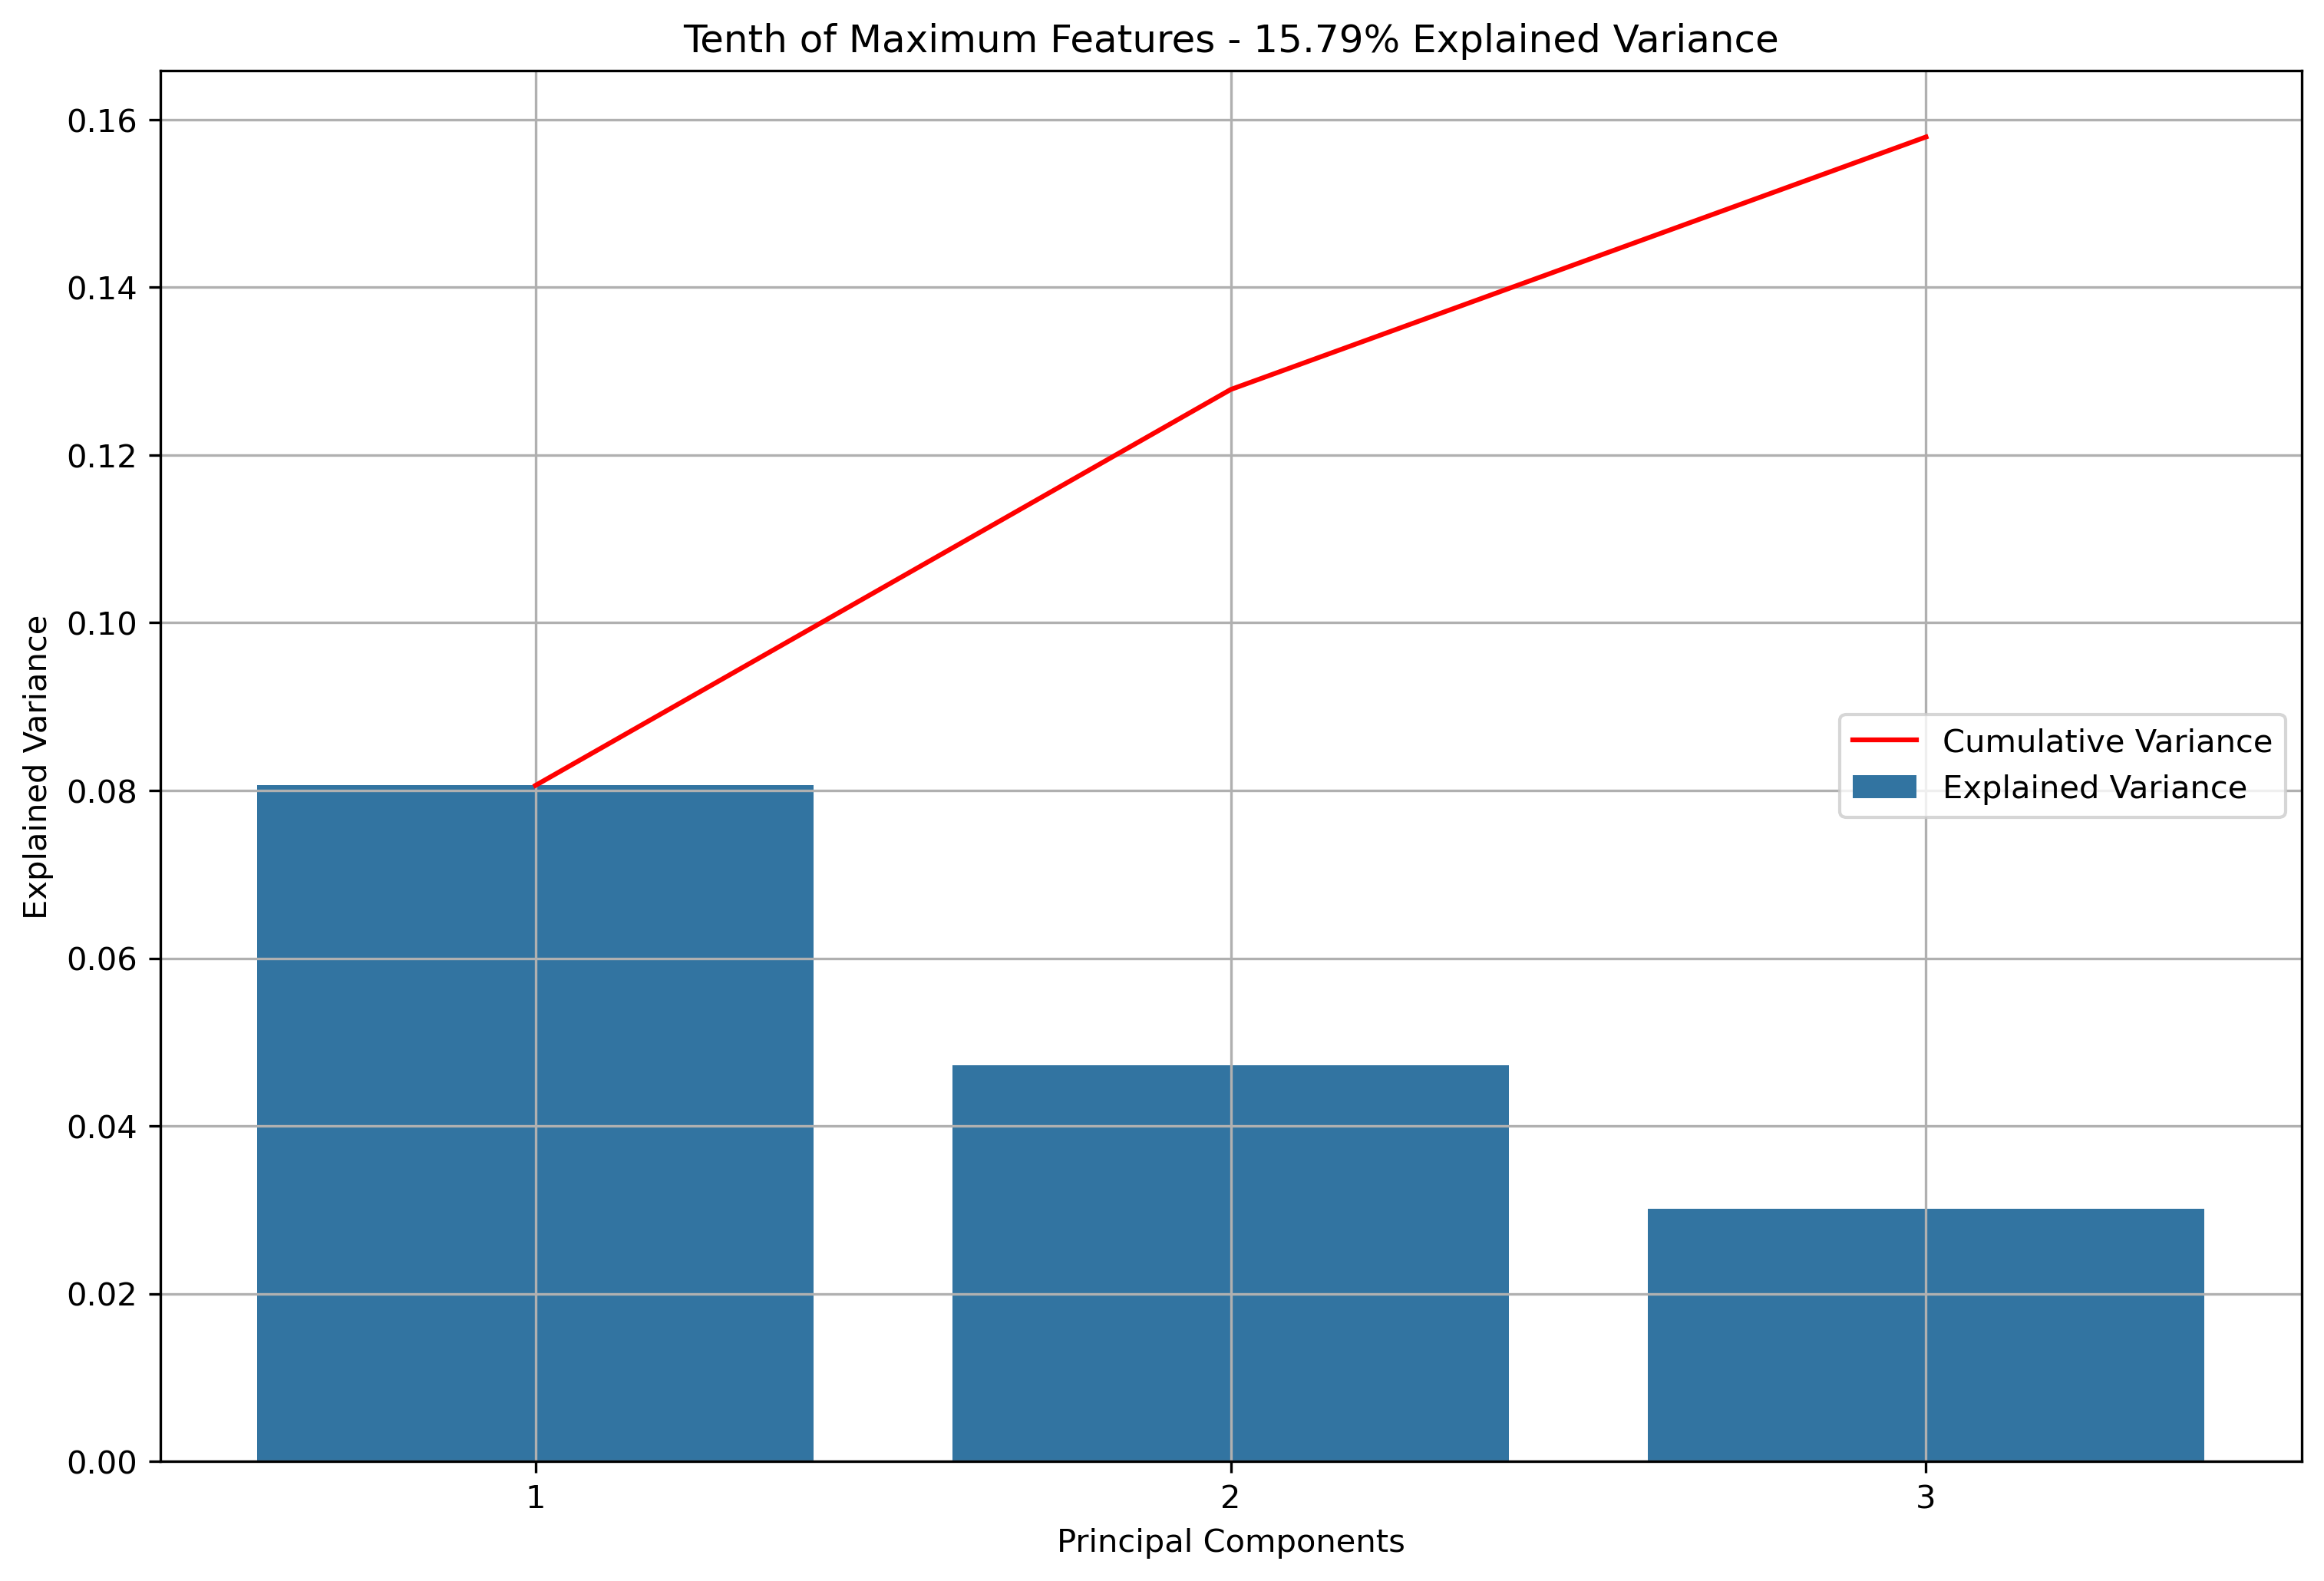 Tenth of Maximum Features - 15.79% Explained Variance
0.16
0.14
0.12
0.10
0.08
0.06
0.04
0.02
0.00
Explained Variance
Cumulative Variance
Explained Variance
1 2 3
Principal Components